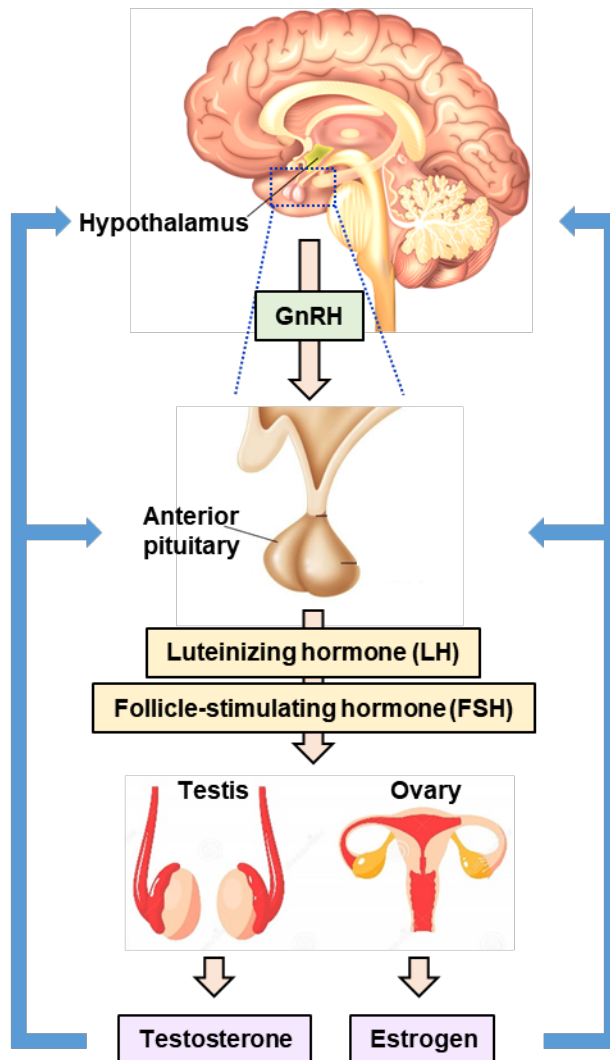 Hypothalamus
GnRH
Anterior
pituitary
Luteinizing hormone (LH)
Follicle-stimulating hormone (FSH)
Testis
Ovary
Testosterone
Estrogen